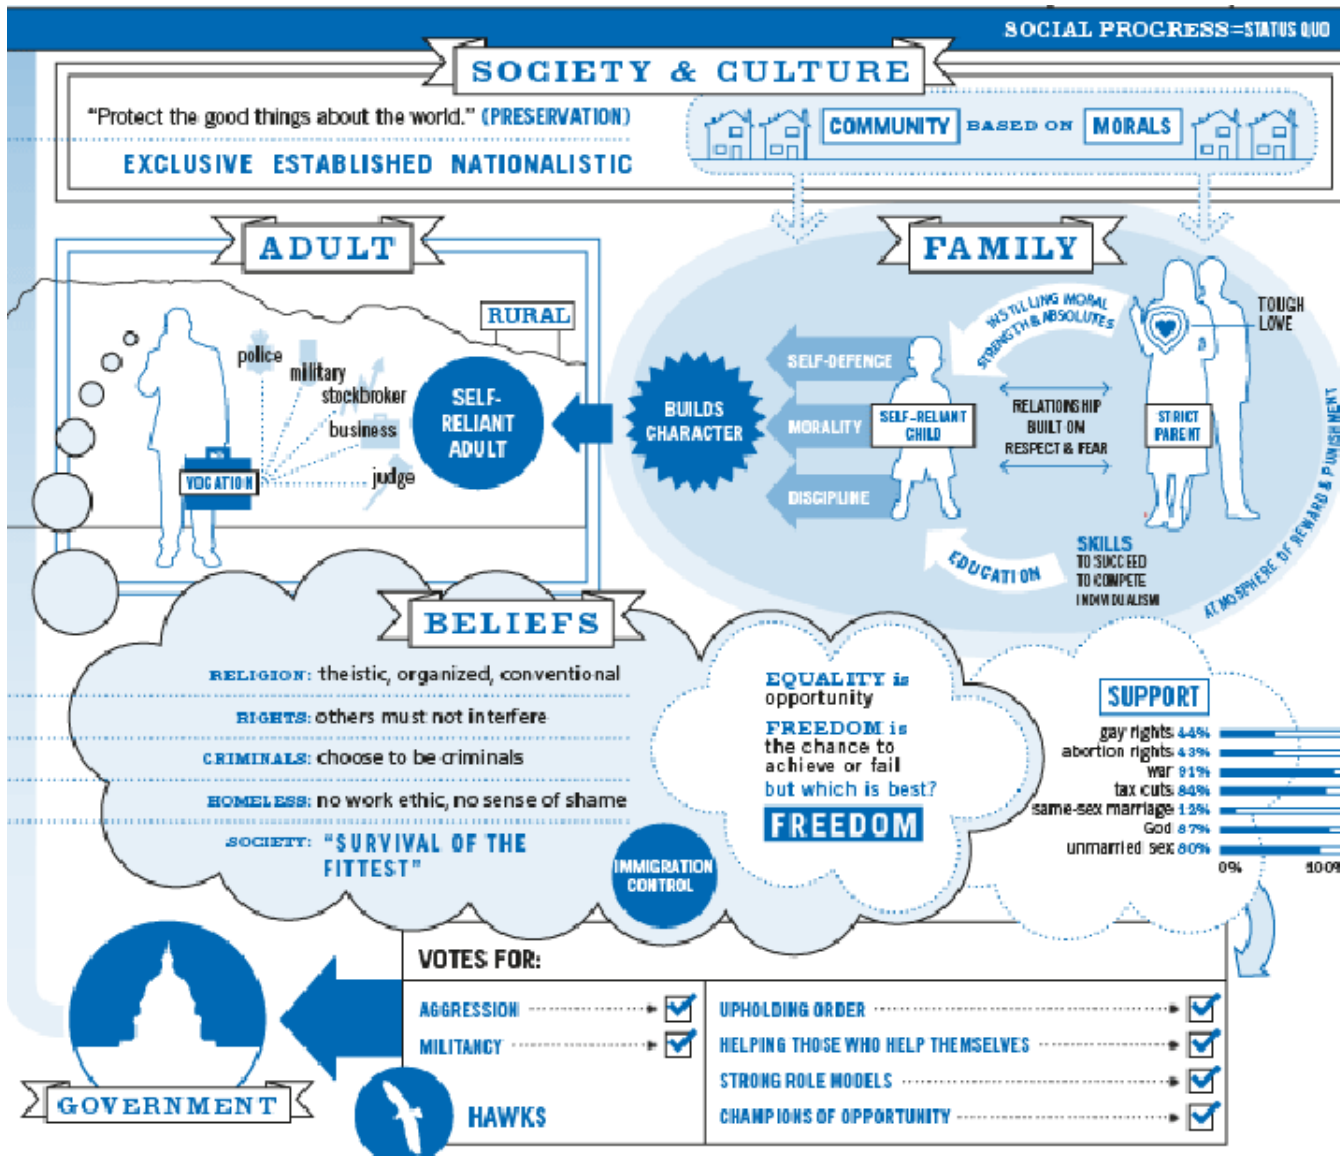 SOCIAL PROGRESS=STATUS QUO
SOCIETY & CULTURE
"Protect the good things about the world." (PRESERVATION)
EXCLUSIVE ESTABLISHED NATIONALISTIC
COMMUNITY BASED ON MORALS
ADULT
RURAL
police
military
stockbroker
business
judge
VOCATION
SELF-
RELIANT
ADULT
BUILDS
CHARACTER
FAMILY
INSTILLING MORAL
STRENGTH & ABSOLUTES
TOUGH
LOVE
SELF-DEFENCE
MORALITY
DISCIPLINE
SELF-RELIANT
CHILD
RELATIONSHIP
BUILT ON
RESPECT & FEAR
STRICT
PARENT
EDUCATION
SKILLS
TO SUCCEED
TO COMPETE
INDIVIDUALISM
ATMOSPHERE OF REWARD & PUNISHMENT
BELIEFS
RELIGION: theistic, organized, conventional
RIGHTS: others must not interfere
CRIMINALS: choose to be criminals
HOMELESS: no work ethic, no sense of shame
SOCIETY: "SURVIVAL OF THE
FITTEST"
IMMIGRATION
CONTROL
EQUALITY is
opportunity
FREEDOM is
the chance to
achieve or fail
but which is best?
FREEDOM
SUPPORT
gay rights 44%
abortion rights 43%
war 91%
tax cuts 84%
same-sex marriage 12%
God 87%
unmarried sex 80%
0% 100%
VOTES FOR:
AGGRESSION
MILITANCY
HAWKS
UPHOLDING ORDER
HELPING THOSE WHO HELP THEMSELVES
STRONG ROLE MODELS
CHAMPIONS OF OPPORTUNITY
GOVERNMENT